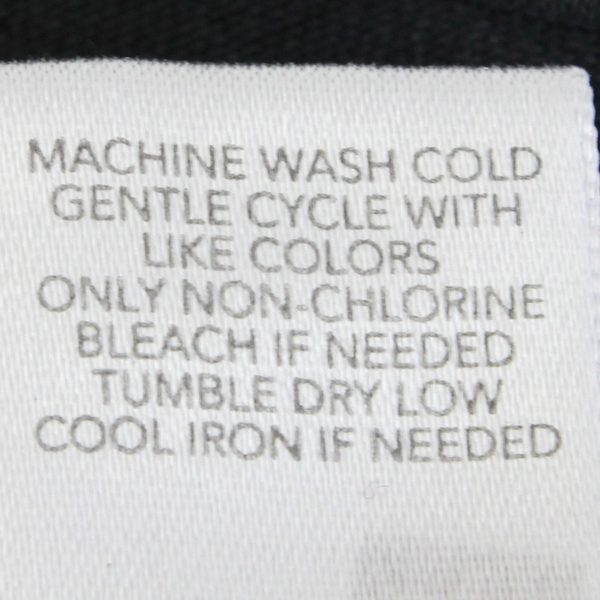 MACHINE WASH COLD
GENTLE CYCLE WITH
LIKE COLORS
ONLY NON-CHLORINE
BLEACH IF NEEDED
TUMBLE DRY LOW
COOL IRON IF NEEDED